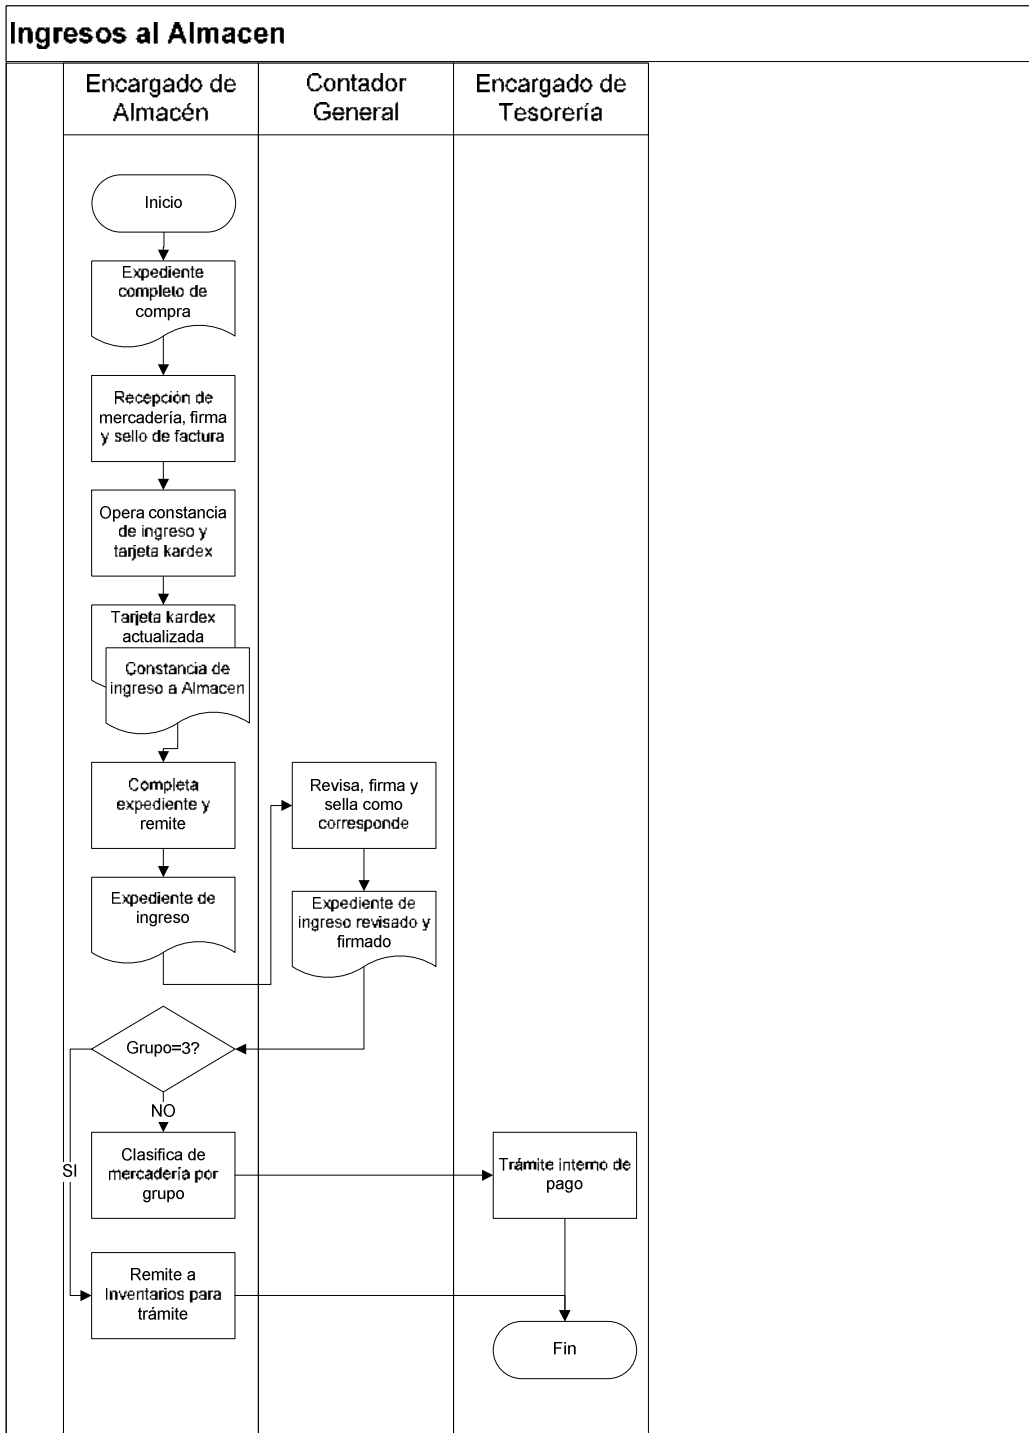 Ingresos al Almacen
Encargado de
Almacén
Contador
General
Encargado de
Tesorería
Inicio
Expediente
completo de
compra
Recepción de
mercadería, firma
y sello de factura
Opera constancia
de ingreso y
tarjeta kardex
Tarjeta kardex
actualizada
Constancia de
ingreso a Almacen
Completa
expediente y
remite
Revisa, firma y
sella como
corresponde
Expediente de
ingreso
Expediente de
ingreso revisado y
firmado
Grupo=3?
NO
SI
Clasifica de
mercadería por
grupo
Trámite interno de
pago
Remite a
Inventarios para
trámite
Fin